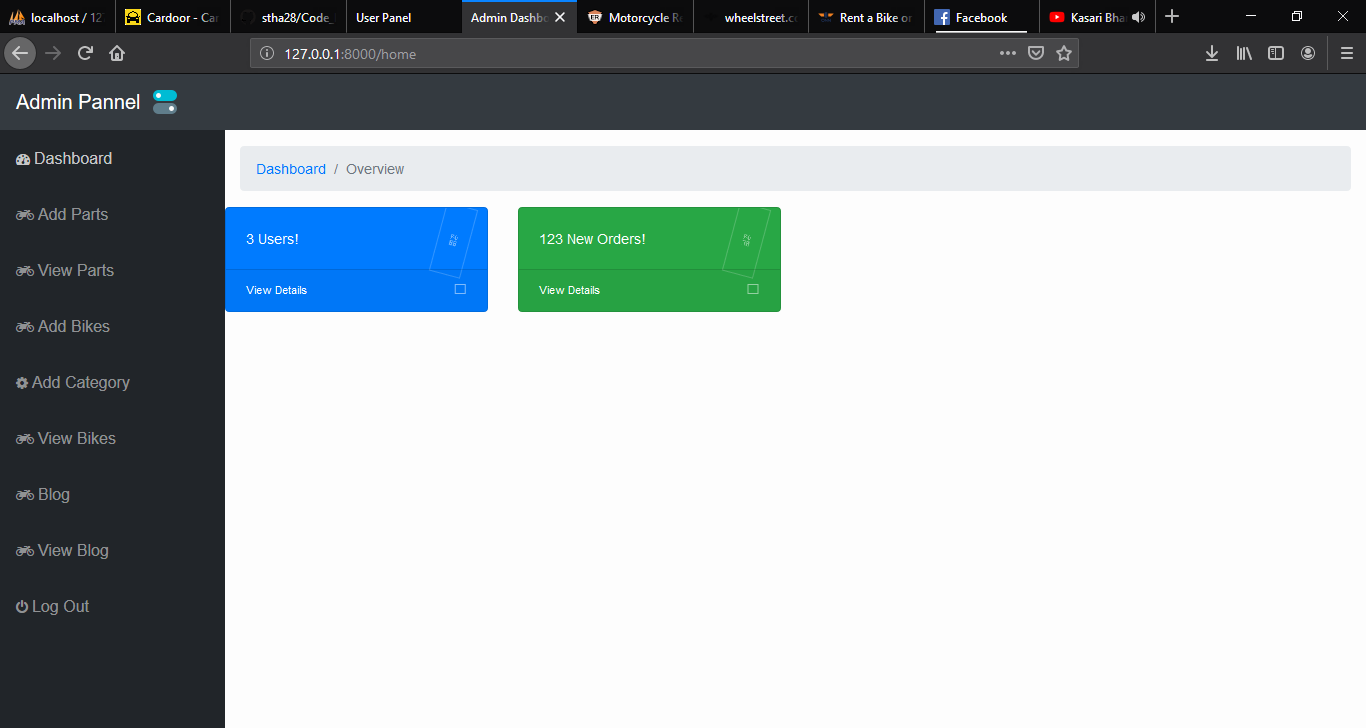 localhost / 12
Cardoor - Car
stha28/Code_
User Panel
Admin Dashbo
Motorcycle Re
wheelstreet.co
Rent a Bike or
Facebook
Kasari Bhar
127.0.0.1:8000/home
Admin Pannel
Dashboard
Add Parts
View Parts
Add Bikes
Add Category
View Bikes
Blog
View Blog
Log Out
Dashboard / Overview
3 Users!
View Details
123 New Orders!
View Details